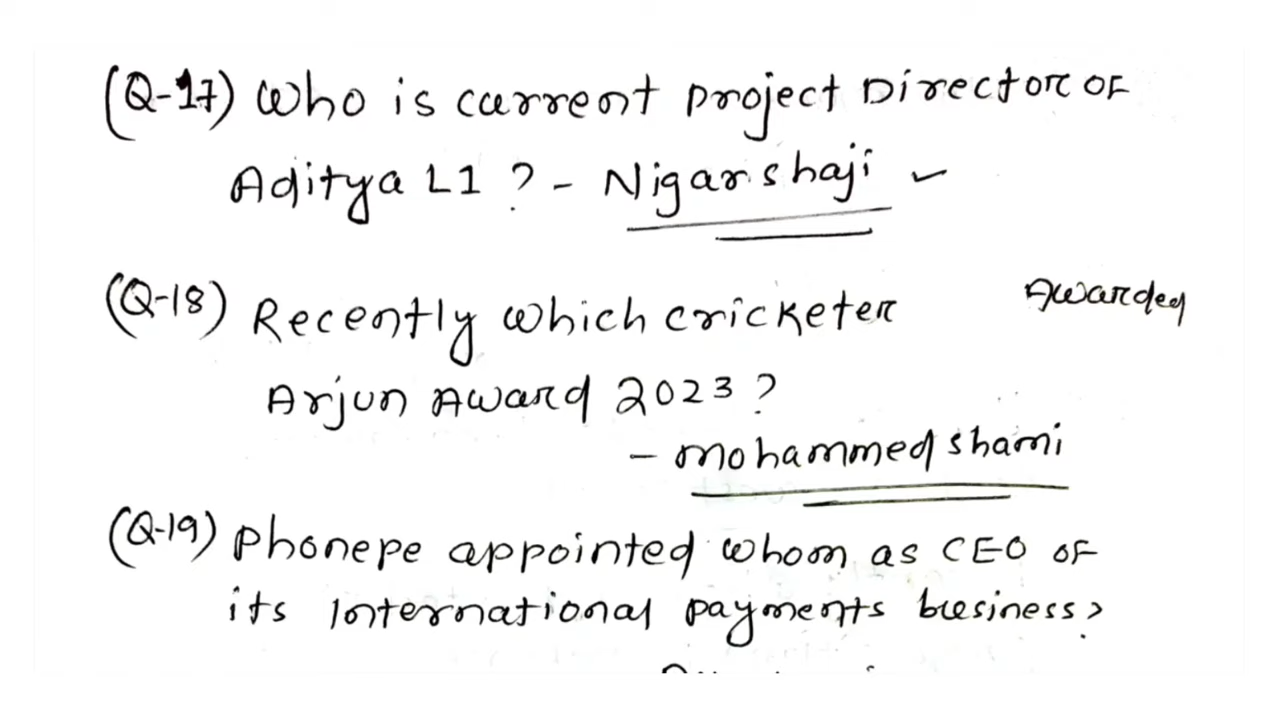 (Q-17) Who is current project Director of
Aditya L1 ? - Nigar shaji ✓
(Q-18) Recently which cricketer Awarded
Arjun Award 2023 ?
- Mohammed shami
(Q-19) Phonepe appointed whom as CEO of
its International payments business ?